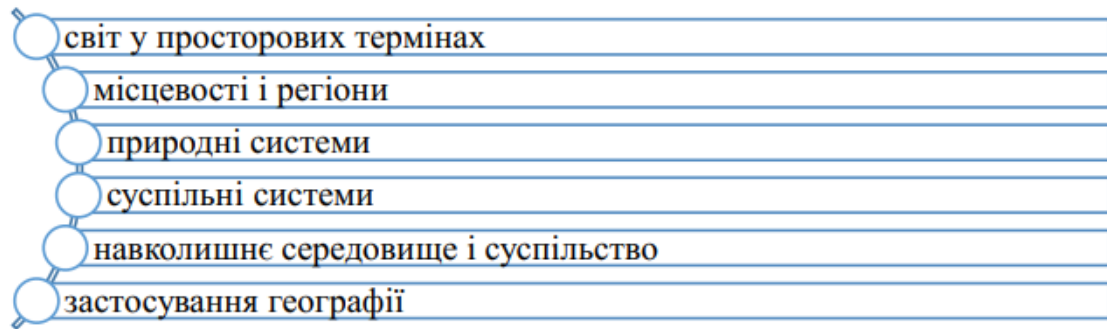 світ у просторових термінах
місцевості і регіони
природні системи
суспільні системи
навколишнє середовище і суспільство
застосування географії